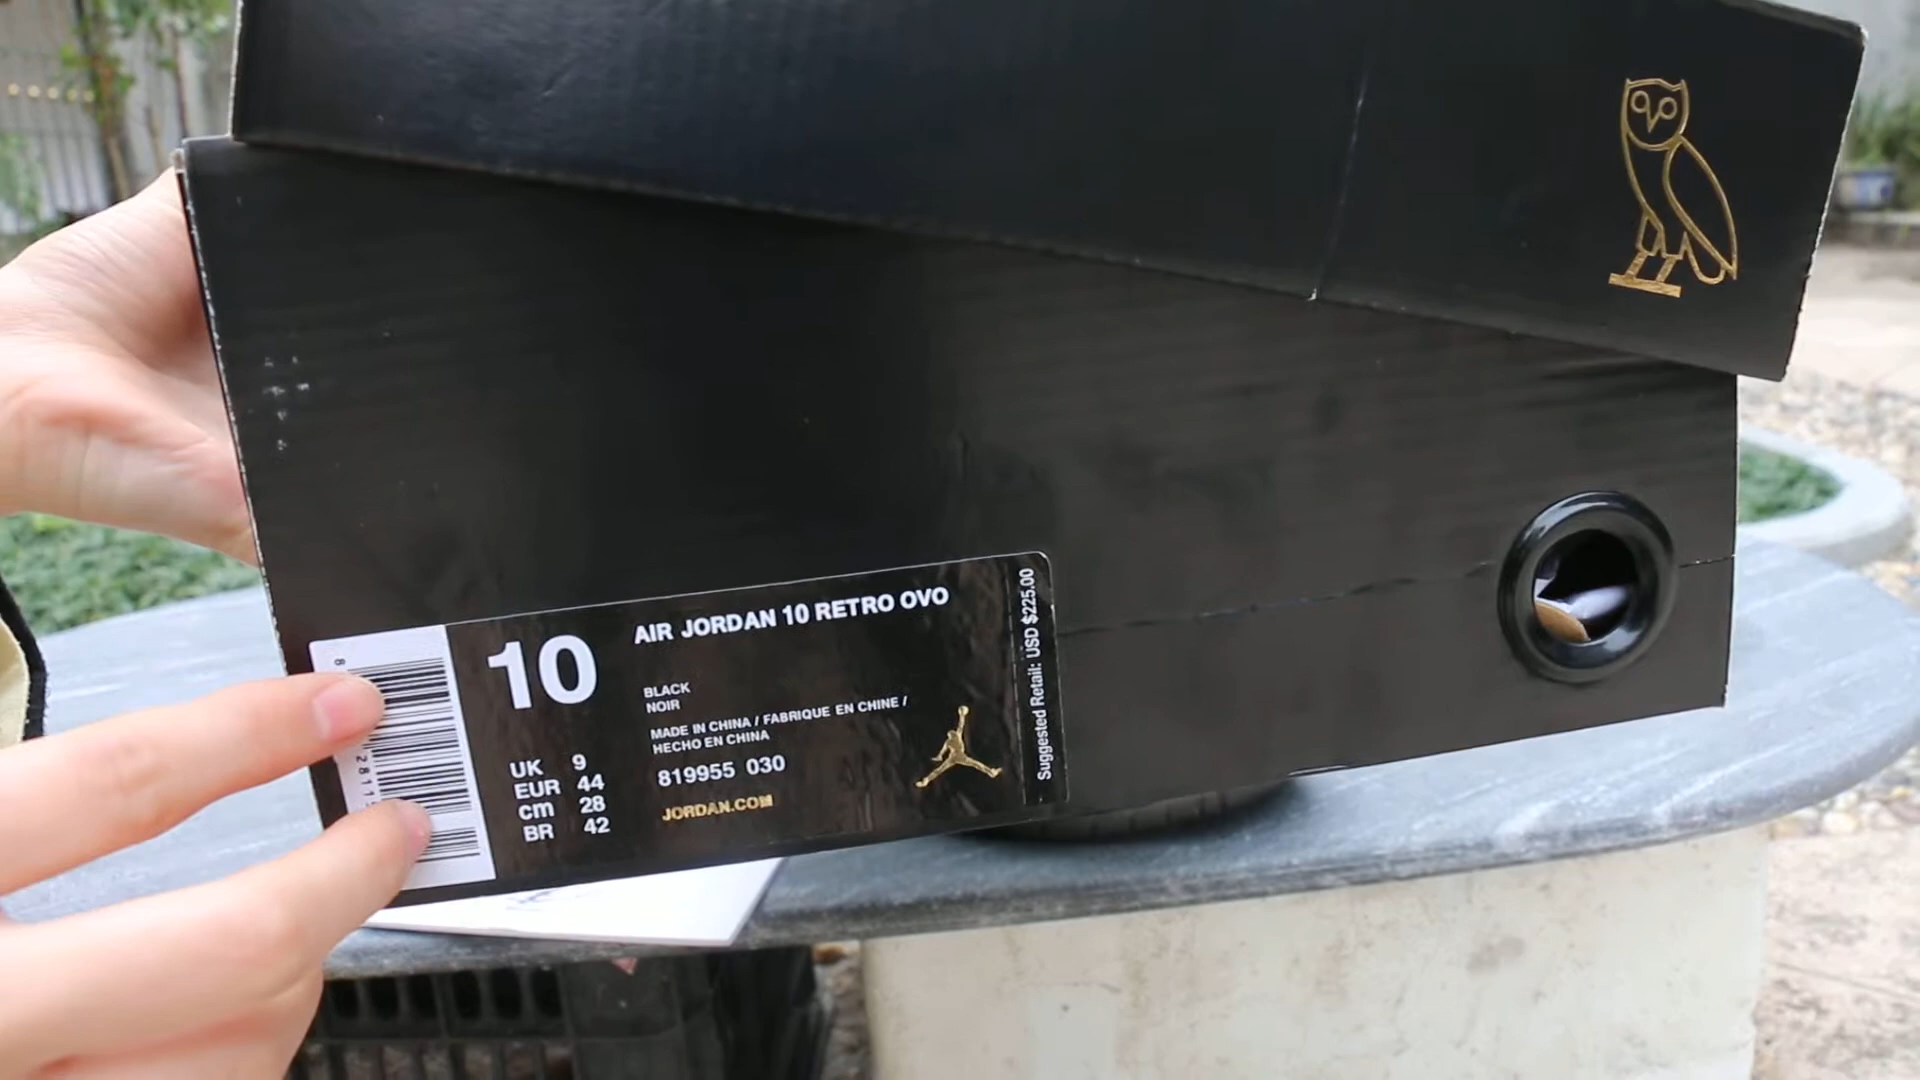 10
AIR JORDAN 10 RETRO OVO
BLACK
NOIR
MADE IN CHINA / FABRIQUE EN CHINE /
HECHO EN CHINA
819955 030
JORDAN.COM
UK 9
EUR 44
cm 28
BR 42
Suggested Retail: USD $225.00